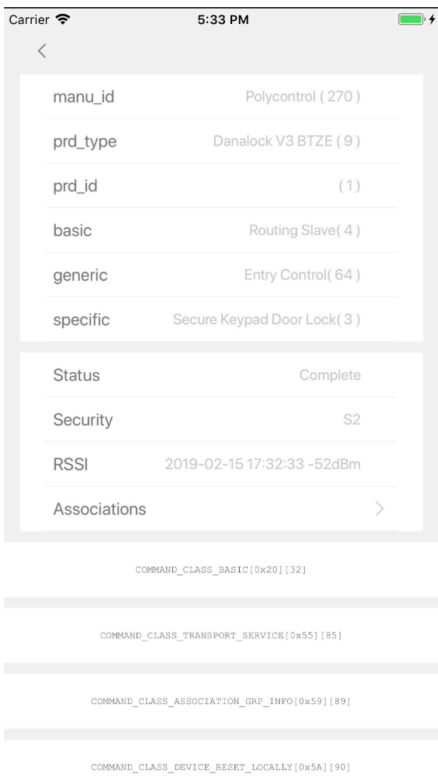 Carrier 5:33 PM
manu_id Polycontrol ( 270 )
prd_type Danalock V3 BTZE ( 9 )
prd_id ( 1 )
basic Routing Slave( 4 )
generic Entry Control( 64 )
specific Secure Keypad Door Lock( 3 )
Status Complete
Security S2
RSSI 2019-02-15 17:32:33 -52dBm
Associations
COMMAND_CLASS_BASIC[0x20][32]
COMMAND_CLASS_TRANSPORT_SERVICE[0x55][85]
COMMAND_CLASS_ASSOCIATION_GRP_INFO[0x59][89]
COMMAND_CLASS_DEVICE_RESET_LOCALLY[0x5A][90]